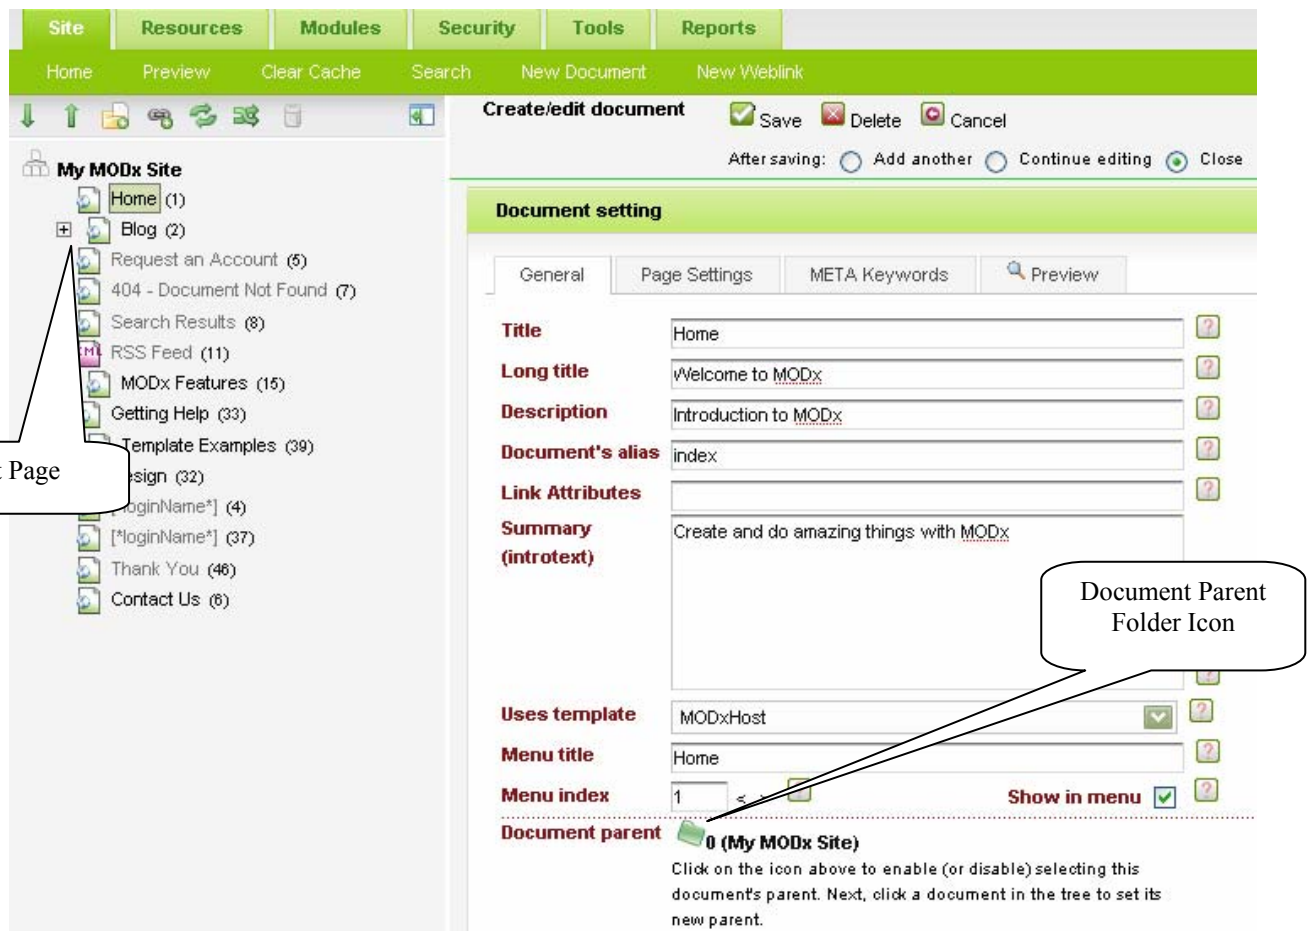 Site Resources Modules Security Tools Reports
Home Preview Clear Cache Search New Document New Weblink
Create/edit document Save Delete Cancel
After saving: Add another Continue editing Close
My MODx Site
Home (1)
Blog (2)
Request an Account (5)
404 - Document Not Found (7)
Search Results (8)
RSS Feed (11)
MODx Features (15)
Getting Help (33)
Template Examples (39)
(32)
(4)
[*loginName*] (37)
Thank You (46)
Contact Us (6)
Page
Document setting
General Page Settings META Keywords Preview
Title Home
Long title Welcome to MODx
Description Introduction to MODx
Document's alias index
Link Attributes
Summary Create and do amazing things with MODx
(introtext)
Document Parent
Folder Icon
Uses template MODxHost
Menu title Home
Menu index 1 < Show in menu
Document parent 0 (My MODx Site)
Click on the icon above to enable (or disable) selecting this
document's parent. Next, click a document in the tree to set its
new parent.